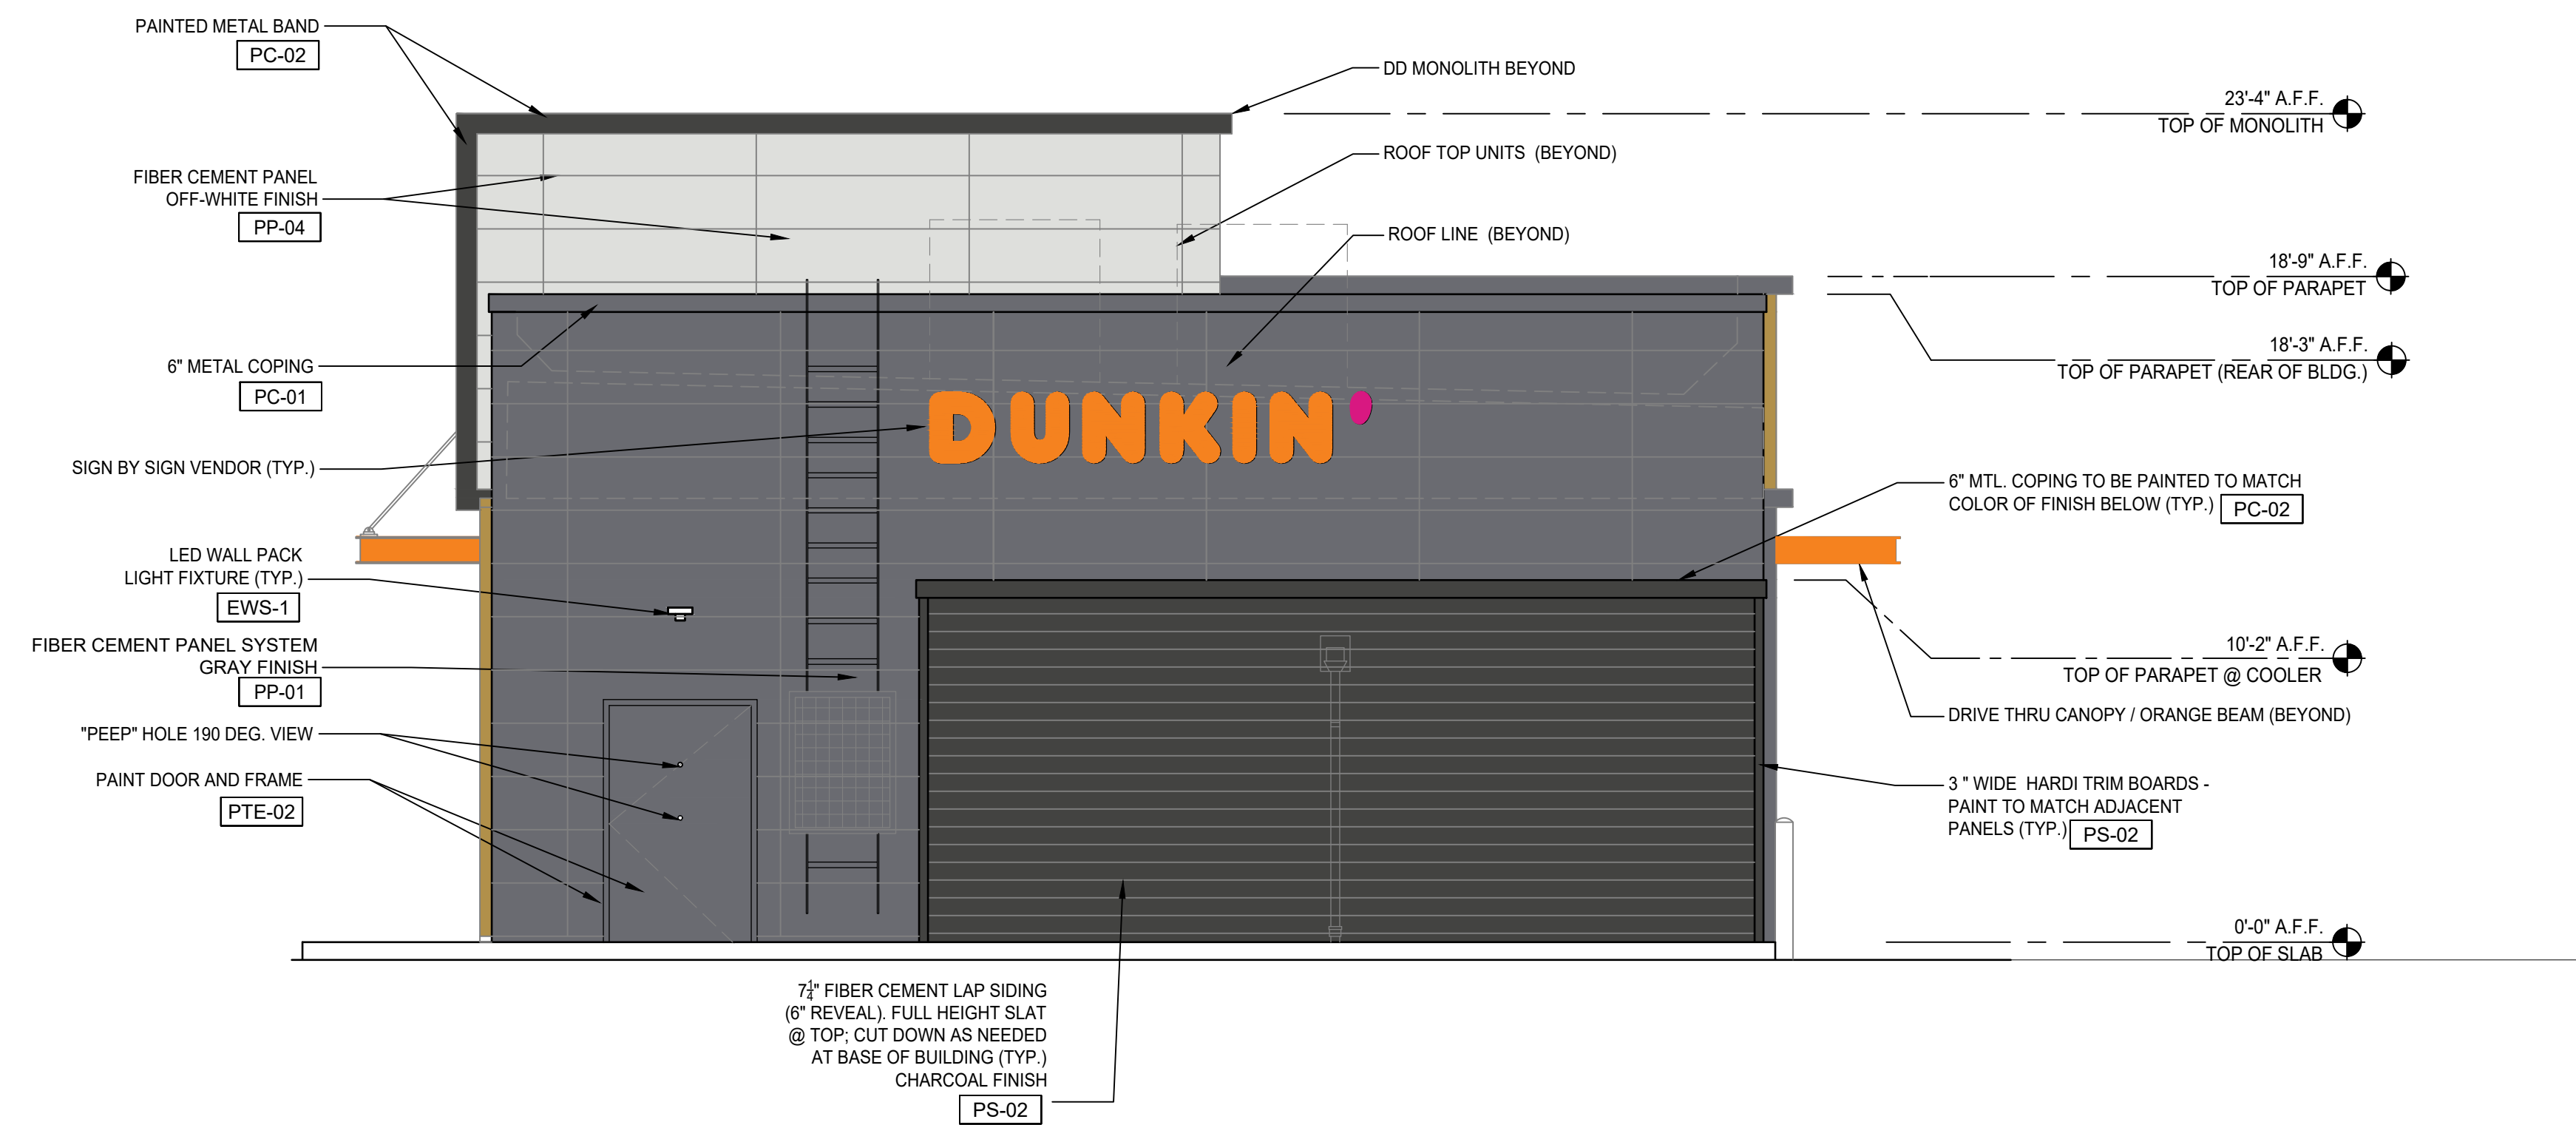 PAINTED METAL BAND
PC-02
FIBER CEMENT PANEL
OFF-WHITE FINISH
PP-04
6" METAL COPING
PC-01
SIGN BY SIGN VENDOR (TYP.)
LED WALL PACK
LIGHT FIXTURE (TYP.)
EWS-1
FIBER CEMENT PANEL SYSTEM
GRAY FINISH
PP-01
"PEEP" HOLE 190 DEG. VIEW
PAINT DOOR AND FRAME
PTE-02
DUNKIN'
7¼" FIBER CEMENT LAP SIDING
(6" REVEAL). FULL HEIGHT SLAT
@ TOP; CUT DOWN AS NEEDED
AT BASE OF BUILDING (TYP.)
CHARCOAL FINISH
PS-02
DD MONOLITH BEYOND
ROOF TOP UNITS (BEYOND)
ROOF LINE (BEYOND)
23'-4" A.F.F.
TOP OF MONOLITH
18'-9" A.F.F.
TOP OF PARAPET
18'-3" A.F.F.
TOP OF PARAPET (REAR OF BLDG.)
6" MTL. COPING TO BE PAINTED TO MATCH
COLOR OF FINISH BELOW (TYP.)
PC-02
10'-2" A.F.F.
TOP OF PARAPET @ COOLER
DRIVE THRU CANOPY / ORANGE BEAM (BEYOND)
3 " WIDE HARDI TRIM BOARDS -
PAINT TO MATCH ADJACENT
PANELS (TYP.)
PS-02
0'-0" A.F.F.
TOP OF SLAB